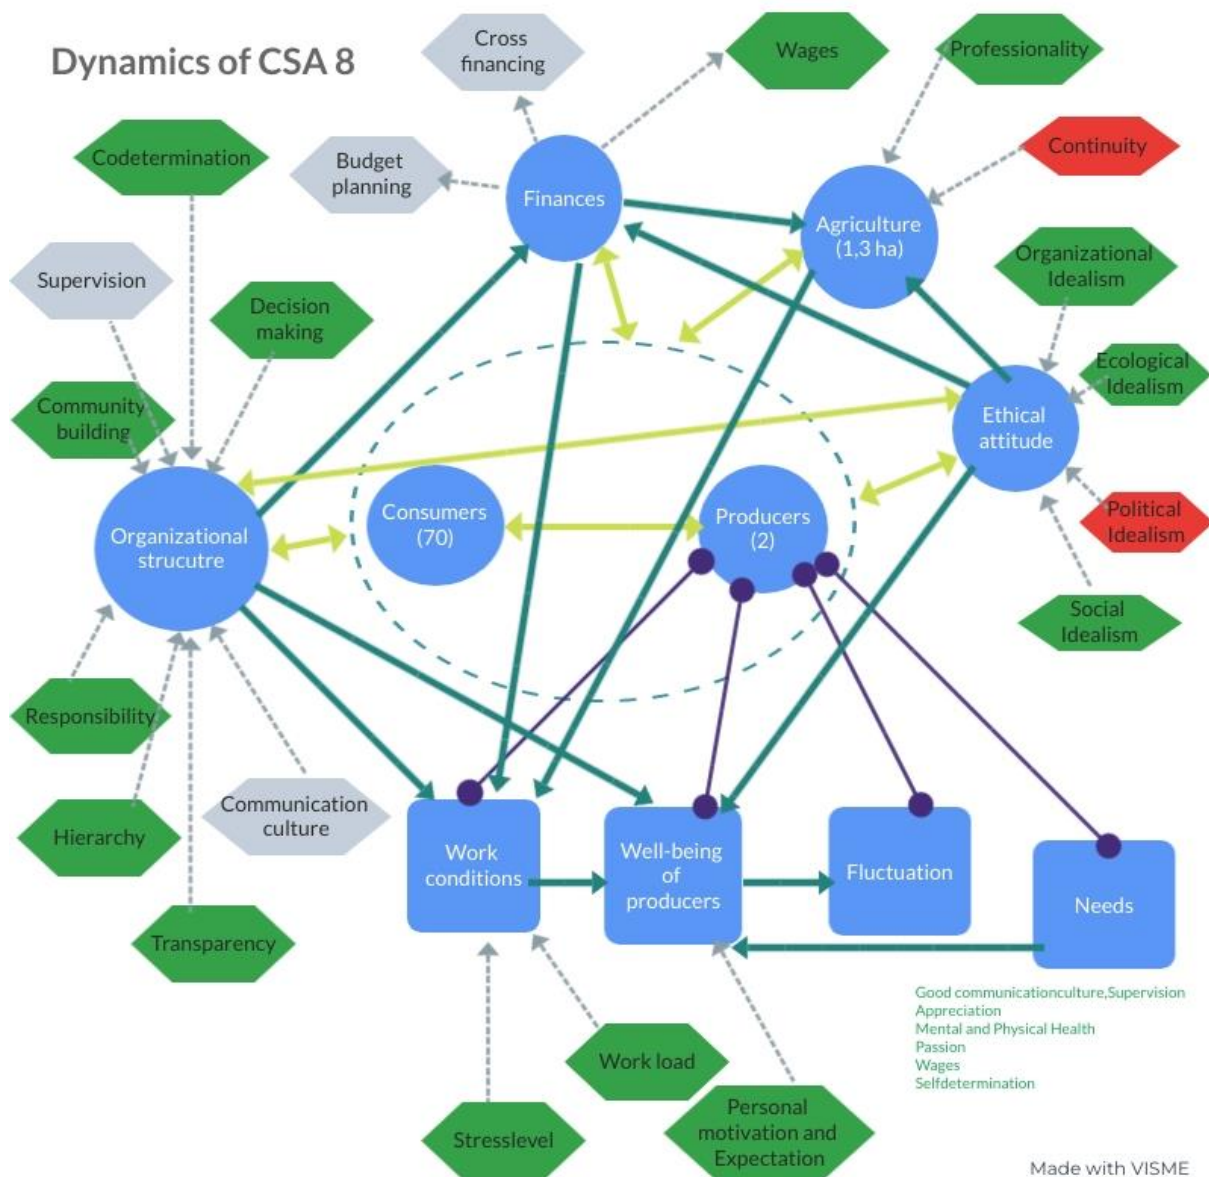 Dynamics of CSA 8
Cross
financing
Wages
Professionality
Codetermination
Budget
planning
Continuity
Finances
Agriculture
(1,3 ha)
Supervision
Decision
making
Organizational
Idealism
Ecological
Idealism
Community
building
Ethical
attitude
Consumers
(70)
Producers
(2)
Political
Idealism
Organizational
strucutre
Social
Idealism
Responsibility
Communication
culture
Hierarchy
Work
conditions
Well-being
of
producers
Fluctuation
Needs
Transparency
Good communicationculture,Supervision
Appreciation
Mental and Physical Health
Passion
Wages
Selfdetermination
Work load
Stresslevel
Personal
motivation and
Expectation
Made with VISME